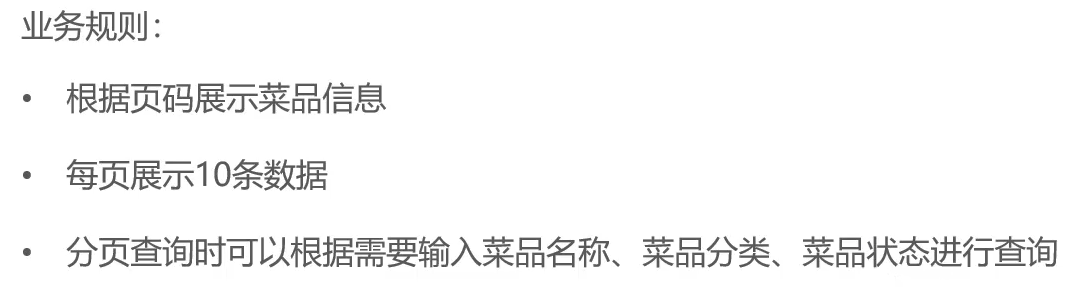 业务规则：
• 根据页码展示菜品信息
• 每页展示10条数据
• 分页查询时可以根据需要输入菜品名称、菜品分类、菜品状态进行查询